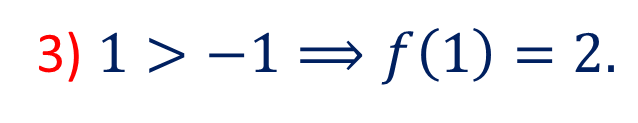 3) 1 > −1 ⟹ f(1) = 2.